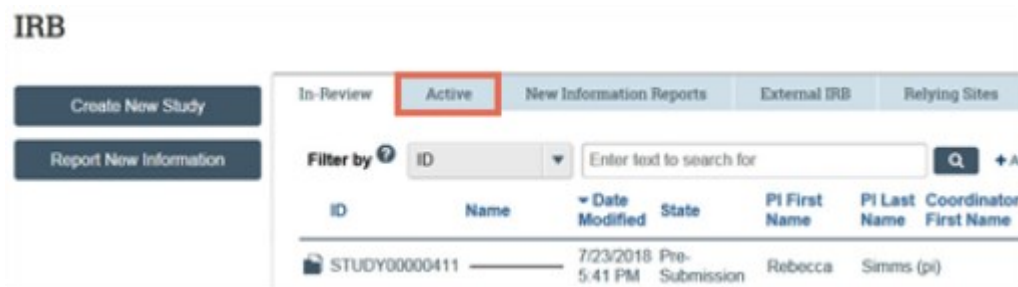 IRB
Create New Study
Report New Information
In-Review Active New Information Reports External IRB Relying Sites
Filter by ? ID Enter text to search for
ID Name Date Modified State PI First Name PI Last Name Coordinator First Name
STUDY00000411 7/23/2018 5:41 PM Pre-Submission Rebecca Simms (pi)